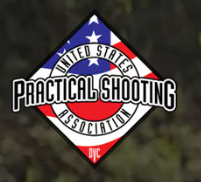 UNITED STATES
PRACTICAL SHOOTING
ASSOCIATION
DVC